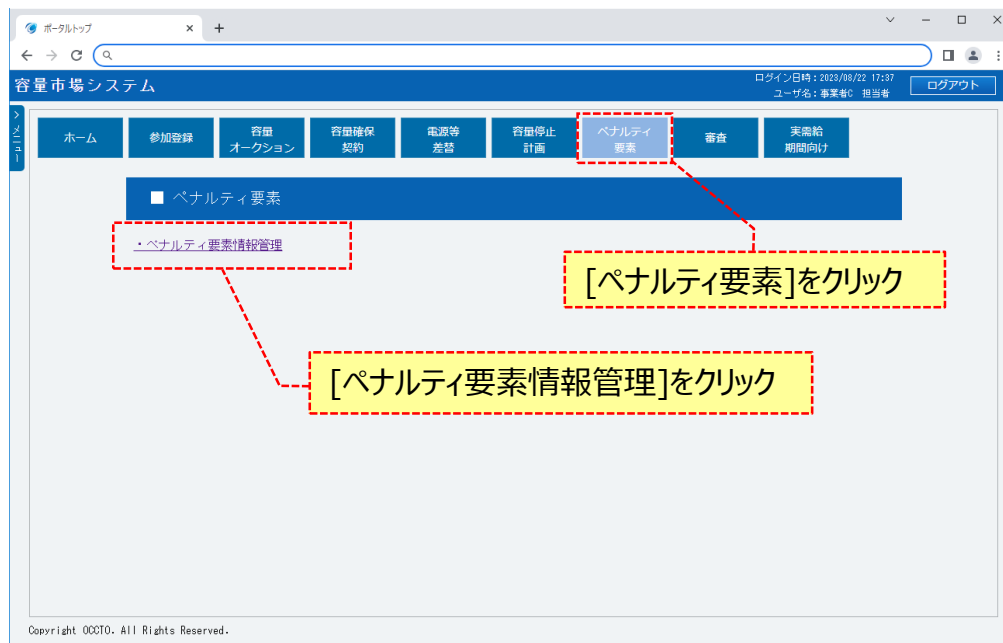 ポータルトップ
容量市場システム
ログイン日時：2023/08/22 17:37
ユーザ名：事業者C 担当者
ログアウト
＞メニュー
ホーム
参加登録
容量
オークション
容量確保
契約
電源等
差替
容量停止
計画
ペナルティ
要素
審査
実需給
期間向け
■ ペナルティ要素
・ペナルティ要素情報管理
[ペナルティ要素]をクリック
[ペナルティ要素情報管理]をクリック
Copyright OCCTO. All Rights Reserved.